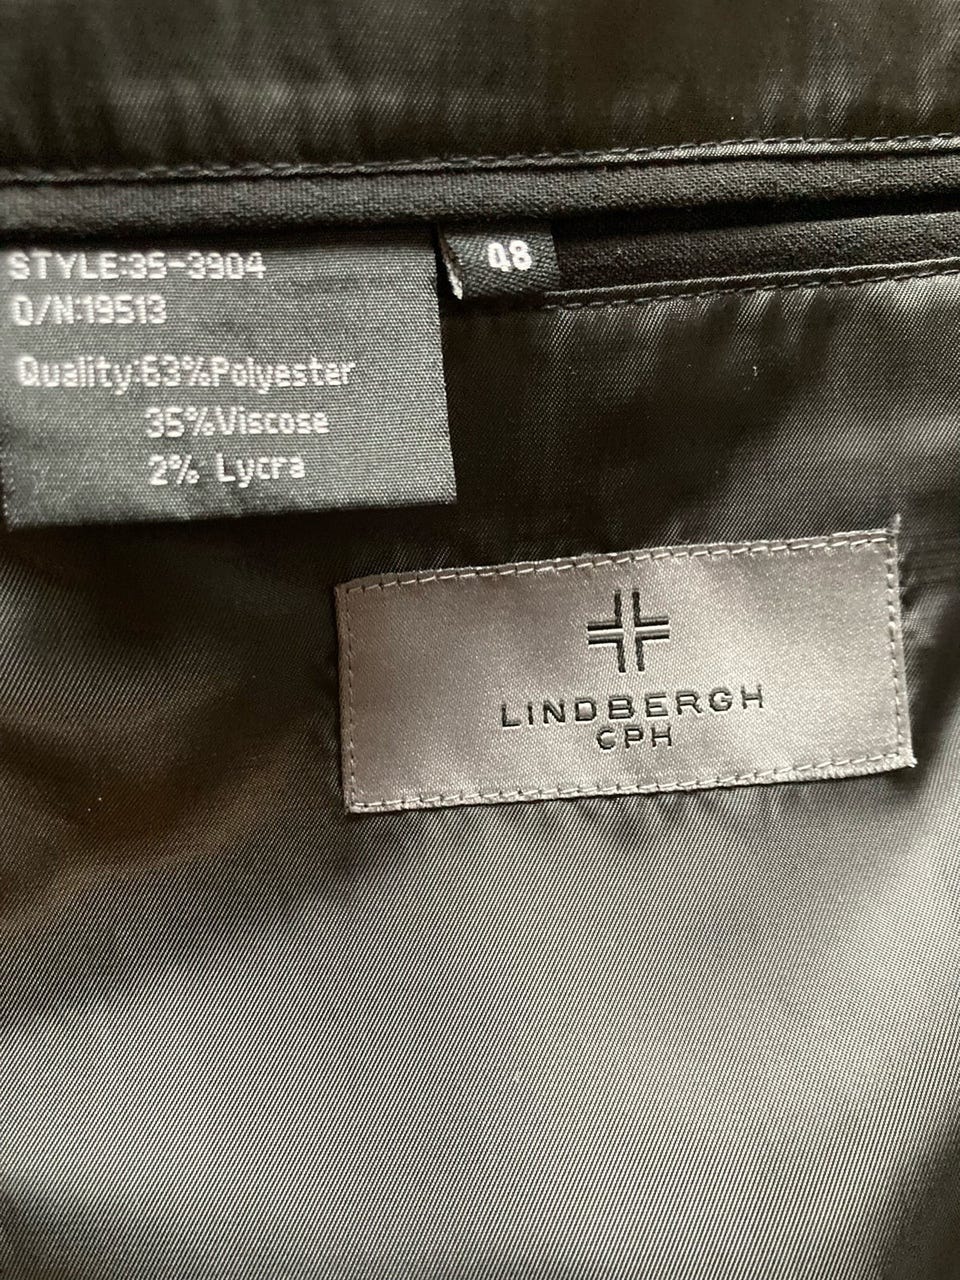 STYLE:35-3904
O/N:19513
Quality:63%Polyester
35%Viscose
2% Lycra
48
LINDBERGH
CPH